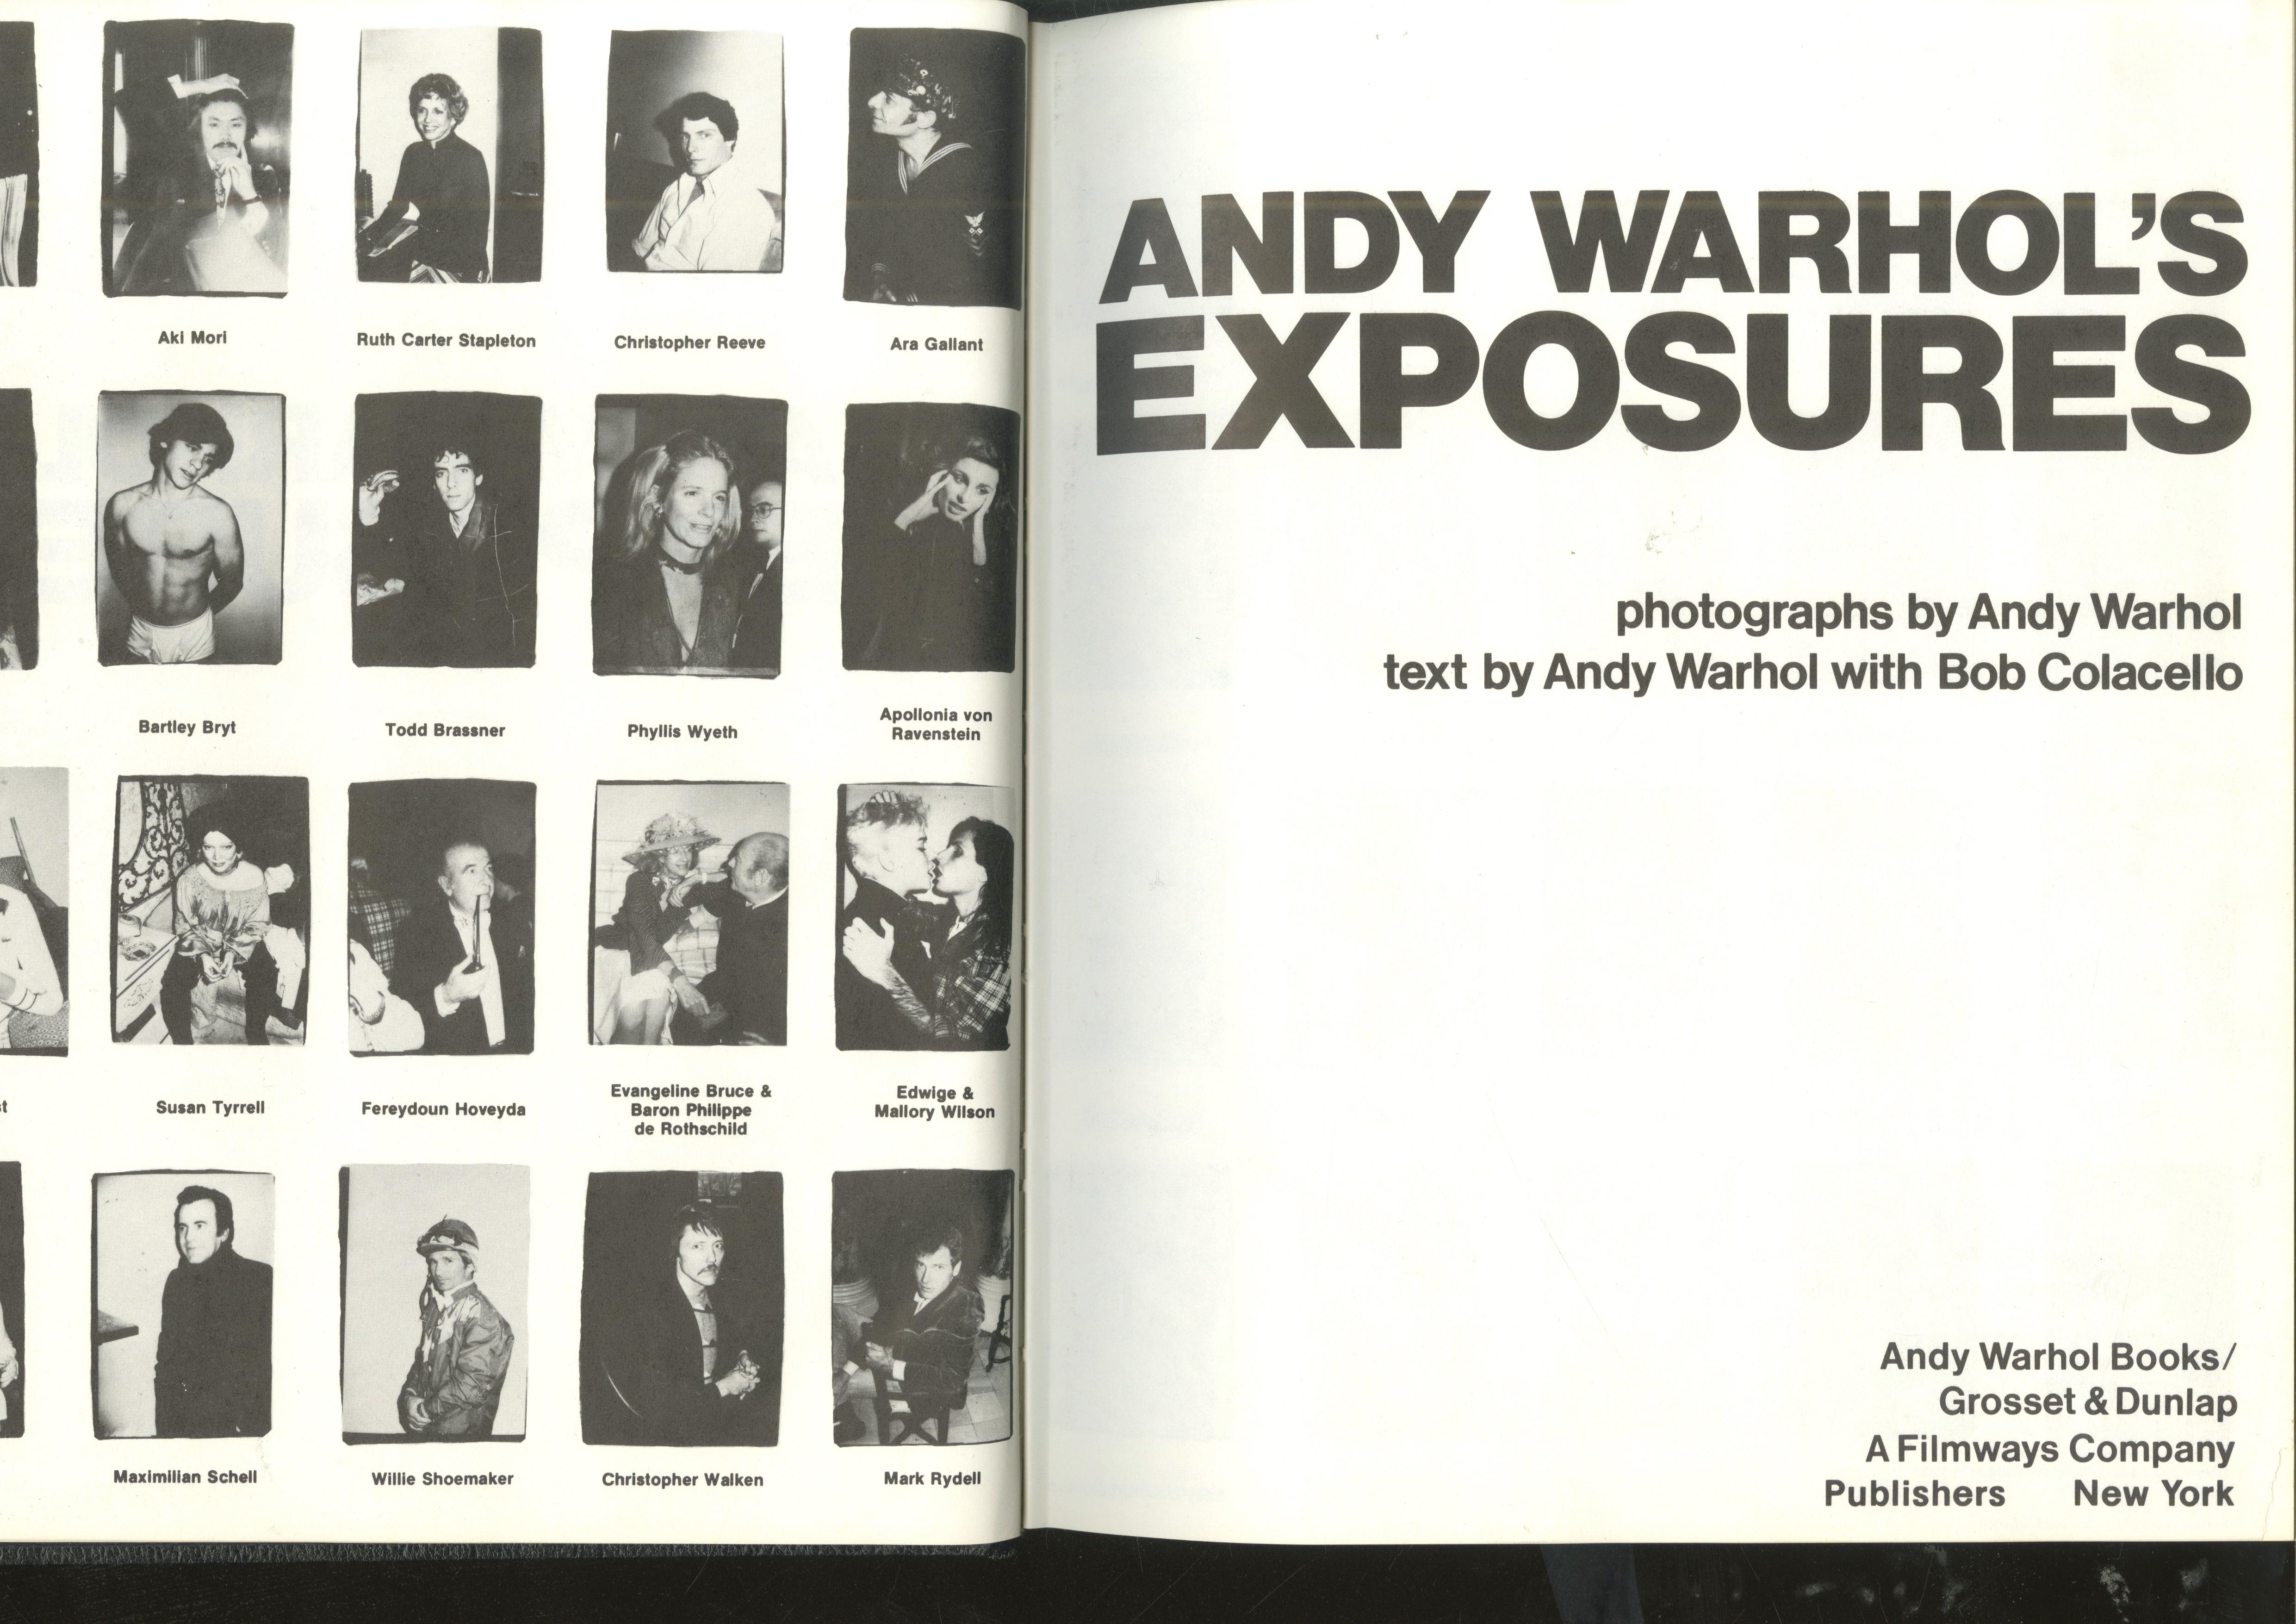 Aki Mori
Ruth Carter Stapleton
Christopher Reeve
Ara Gallant
Bartley Bryt
Todd Brassner
Phyllis Wyeth
Apollonia von
Ravenstein
Susan Tyrrell
Fereydoun Hoveyda
Evangeline Bruce &
Baron Philippe
de Rothschild
Edwige &
Mallory Wilson
Maximilian Schell
Willie Shoemaker
Christopher Walken
Mark Rydell
ANDY WARHOL'S
EXPOSURES
photographs by Andy Warhol
text by Andy Warhol with Bob Colacello
Andy Warhol Books/
Grosset & Dunlap
A Filmways Company
Publishers New York